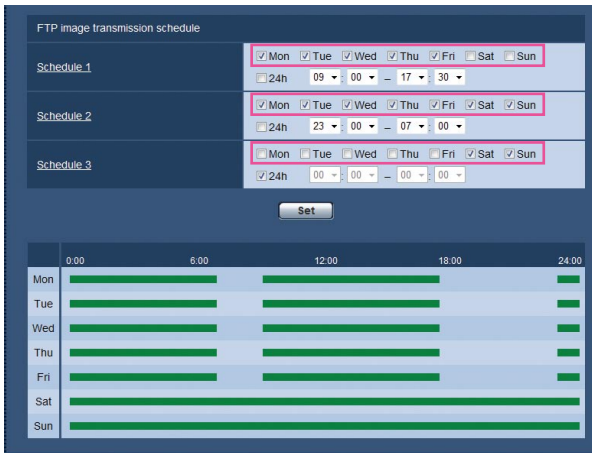 FTP image transmission schedule
Schedule 1
Mon Tue Wed Thu Fri Sat Sun
24h 09 : 00 – 17 : 30
Schedule 2
Mon Tue Wed Thu Fri Sat Sun
24h 23 : 00 – 07 : 00
Schedule 3
Mon Tue Wed Thu Fri Sat Sun
24h 00 : 00 – 00 : 00
Set
0:00 6:00 12:00 18:00 24:00
Mon
Tue
Wed
Thu
Fri
Sat
Sun